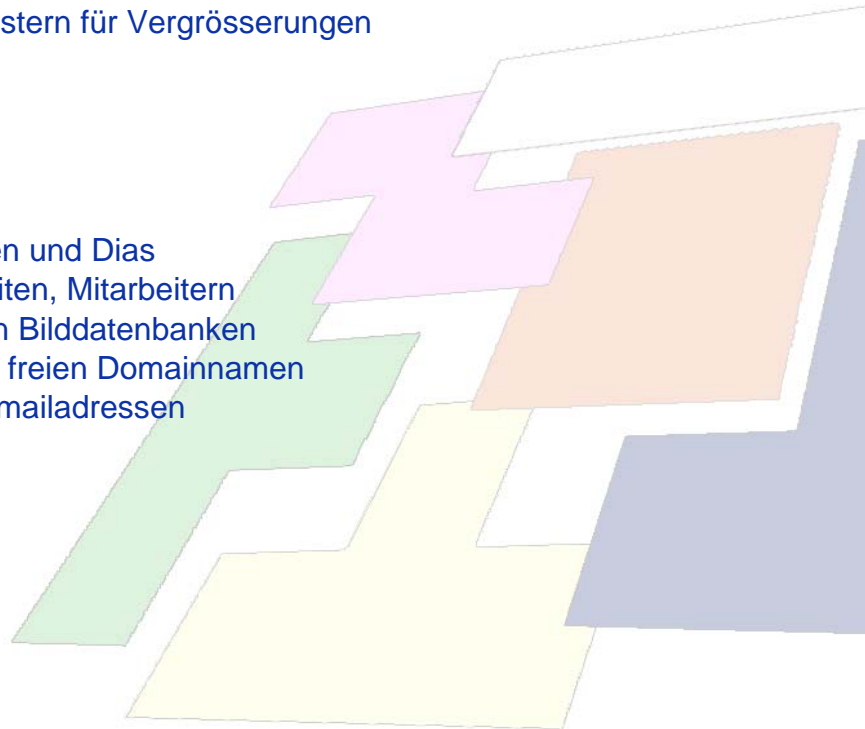 stern für Vergrösserungen
en und Dias
iten, Mitarbeitern
n Bilddatenbanken
freien Domainnamen
mailadressen